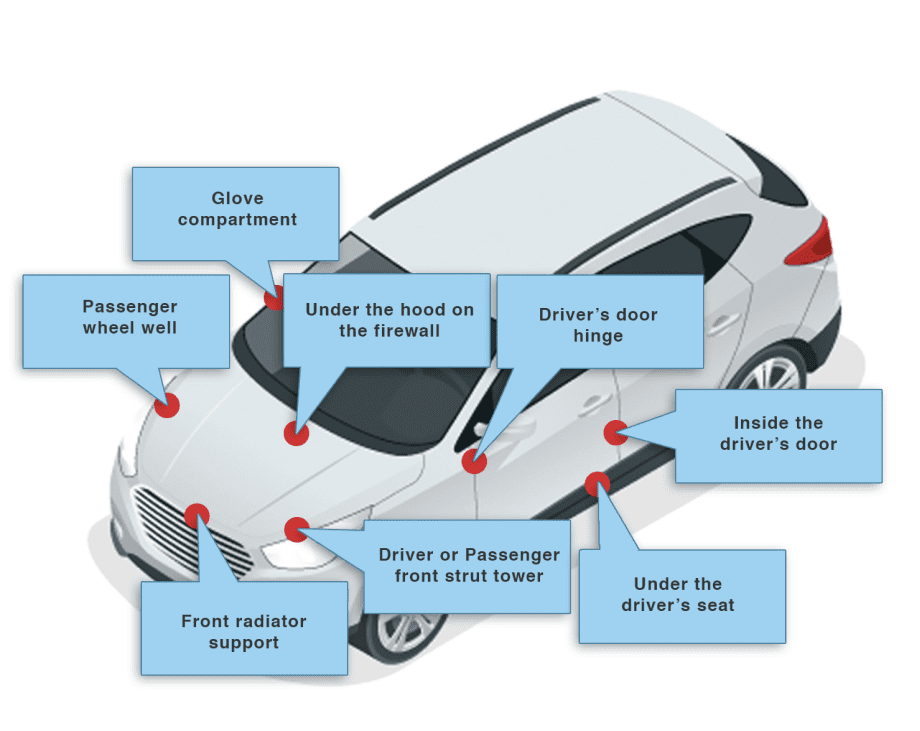 Glove
compartment
Passenger
wheel well
Under the hood on
the firewall
Driver’s door
hinge
Inside the
driver’s door
Driver or Passenger
front strut tower
Under the
driver’s seat
Front radiator
support